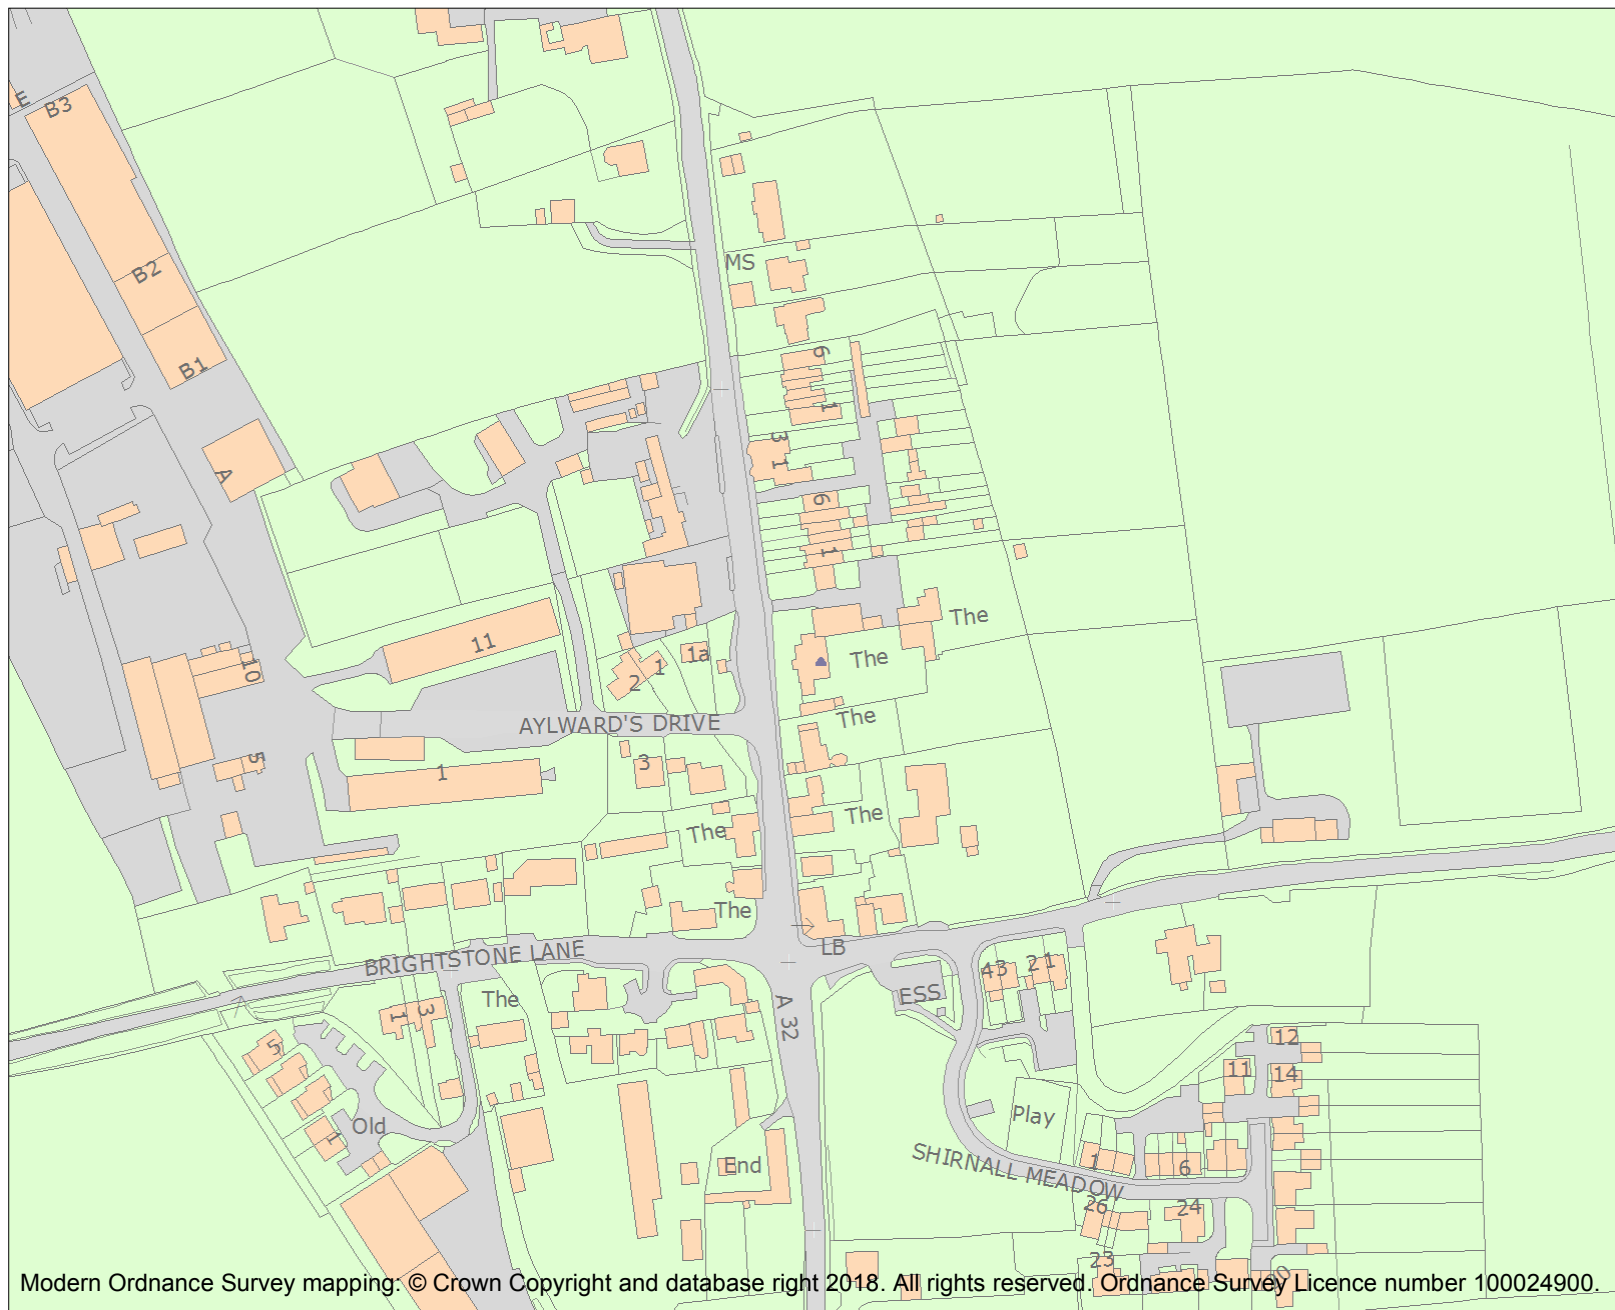 E
B3
B2
B1
MS
6
1
3
1
A
6
1
The
11
1a
The
1
10
2
The
AYLWARD'S DRIVE
5
3
1
The
The
The
LB
BRIGHTSTONE LANE
43
2
1
ESS
The
A 32
1
3
5
12
11
14
Play
Old
1
End
SHIRNALL MEADOW
1
6
26
24
23
Modern Ordnance Survey mapping: © Crown Copyright and database right 2018. All rights reserved. Ordnance Survey Licence number 100024900.